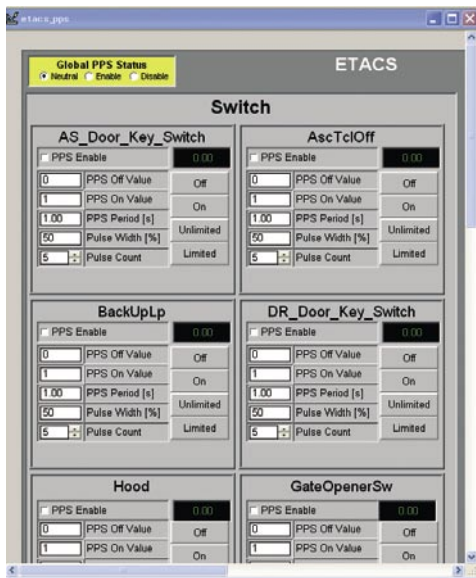 etacs_pps
Global PPS Status
Neutral Enable Disable
ETACS
Switch
AS_Door_Key_Switch
PPS Enable 0.00
0 PPS Off Value Off
1 PPS On Value On
1.00 PPS Period [s]
50 Pulse Width [%] Unlimited
5 Pulse Count Limited
AscTclOff
PPS Enable 0.00
0 PPS Off Value Off
1 PPS On Value On
1.00 PPS Period [s]
50 Pulse Width [%] Unlimited
5 Pulse Count Limited
BackUpLp
PPS Enable 0.00
0 PPS Off Value Off
1 PPS On Value On
1.00 PPS Period [s]
50 Pulse Width [%] Unlimited
5 Pulse Count Limited
DR_Door_Key_Switch
PPS Enable 0.00
0 PPS Off Value Off
1 PPS On Value On
1.00 PPS Period [s]
50 Pulse Width [%] Unlimited
5 Pulse Count Limited
Hood
PPS Enable 0.00
0 PPS Off Value Off
1 PPS On Value On
GateOpenerSw
PPS Enable 0.00
0 PPS Off Value Off
1 PPS On Value On